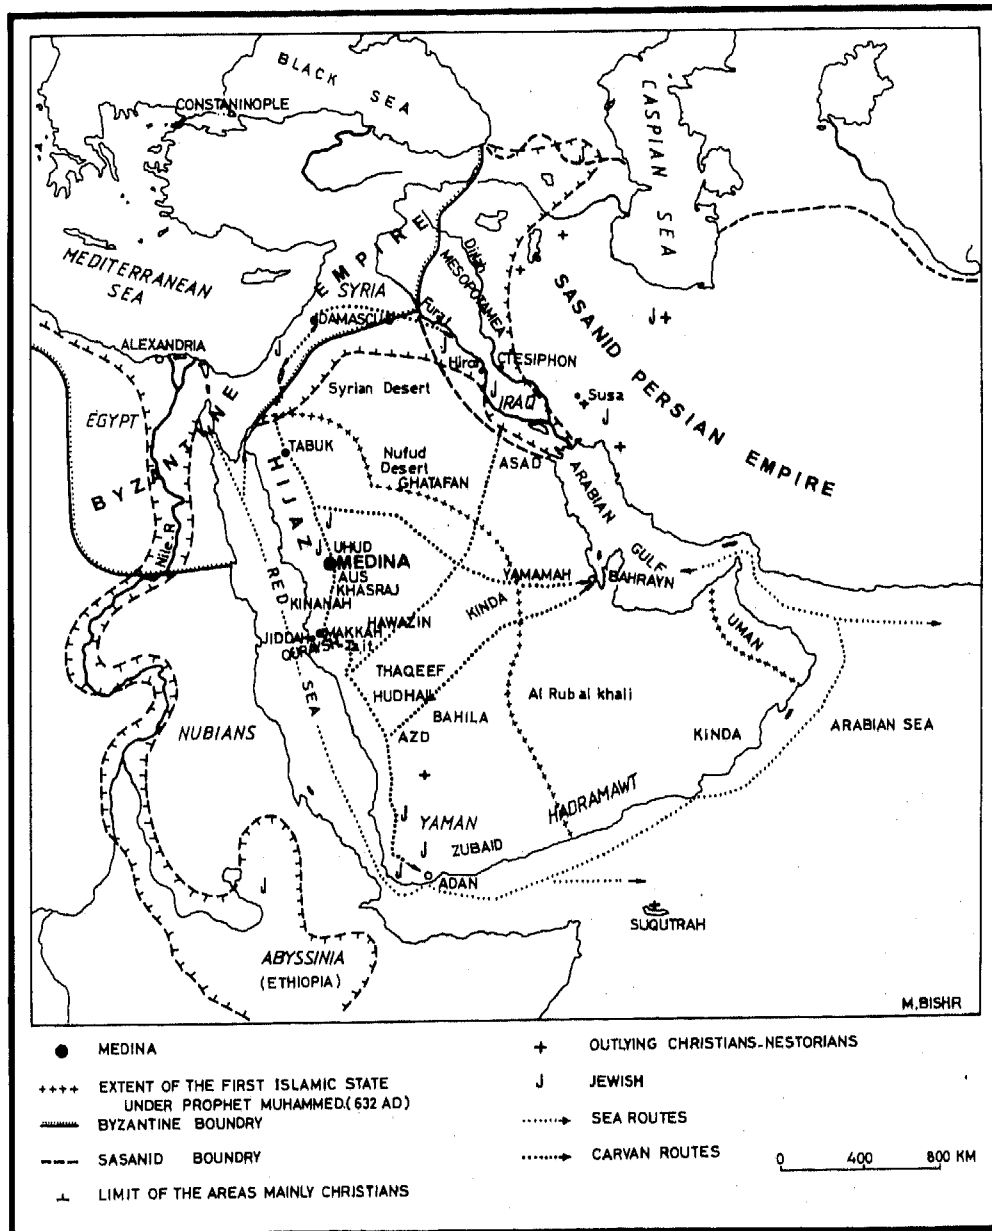 BLACK
SEA
CONSTANINOPLE
CASPIAN
SEA
MEDITERRANEAN
SEA
EMPIRE
SYRIA
DAMASCUS
Dijlah
MESOPOTAMEA
Furat
SASANID PERSIAN EMPIRE
ALEXANDRIA
Hira
CTESIPHON
Syrian Desert
IRAQ
Susa
EGYPT
BYZANTINE
TABUK
Nufud
Desert
GHATAFAN
ASAD
ARABIAN
GULF
HIJAZ
Nile.R
UHUD
MEDINA
AUS
KHASRAJ
KINANAH
YAMAMAH
BAHRAYN
KINDA
RED
SEA
HAWAZIN
JIDDAH
MAKKAH
QURAYSH
Taif
UMAN
THAQEEF
HUDHAIL
Al Rub al khali
BAHILA
AZD
KINDA
ARABIAN SEA
NUBIANS
HADRAMAWT
YAMAN
ZUBAID
ADAN
SUQUTRAH
ABYSSINIA
(ETHIOPIA)
M.BISHR
MEDINA
EXTENT OF THE FIRST ISLAMIC STATE
UNDER PROPHET MUHAMMED.(632 AD)
BYZANTINE BOUNDRY
SASANID BOUNDRY
LIMIT OF THE AREAS MAINLY CHRISTIANS
OUTLYING CHRISTIANS-NESTORIANS
JEWISH
SEA ROUTES
CARVAN ROUTES
0 400 800 KM